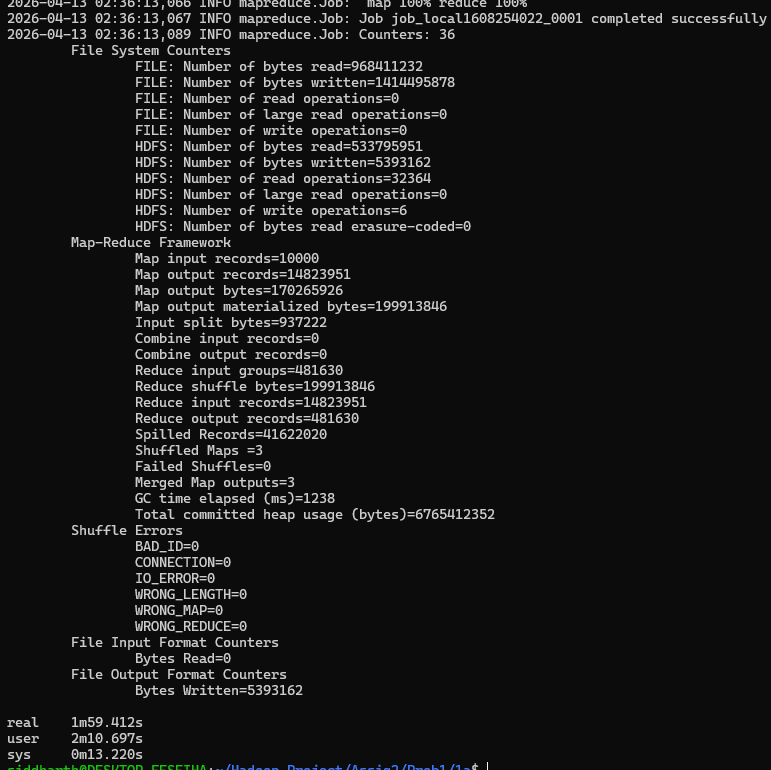 2026-04-13 02:36:13,066 INFO mapreduce.Job:  map 100% reduce 100%
2026-04-13 02:36:13,067 INFO mapreduce.Job: Job job_local1608254022_0001 completed successfully
2026-04-13 02:36:13,089 INFO mapreduce.Job: Counters: 36
File System Counters
FILE: Number of bytes read=968411232
FILE: Number of bytes written=1414495878
FILE: Number of read operations=0
FILE: Number of large read operations=0
FILE: Number of write operations=0
HDFS: Number of bytes read=533795951
HDFS: Number of bytes written=5393162
HDFS: Number of read operations=32364
HDFS: Number of large read operations=0
HDFS: Number of write operations=6
HDFS: Number of bytes read erasure-coded=0
Map-Reduce Framework
Map input records=10000
Map output records=14823951
Map output bytes=170265926
Map output materialized bytes=199913846
Input split bytes=937222
Combine input records=0
Combine output records=0
Reduce input groups=481630
Reduce shuffle bytes=199913846
Reduce input records=14823951
Reduce output records=481630
Spilled Records=41622020
Shuffled Maps =3
Failed Shuffles=0
Merged Map outputs=3
GC time elapsed (ms)=1238
Total committed heap usage (bytes)=6765412352
Shuffle Errors
BAD_ID=0
CONNECTION=0
IO_ERROR=0
WRONG_LENGTH=0
WRONG_MAP=0
WRONG_REDUCE=0
File Input Format Counters
Bytes Read=0
File Output Format Counters
Bytes Written=5393162
real 1m59.412s
user 2m10.697s
sys 0m13.220s